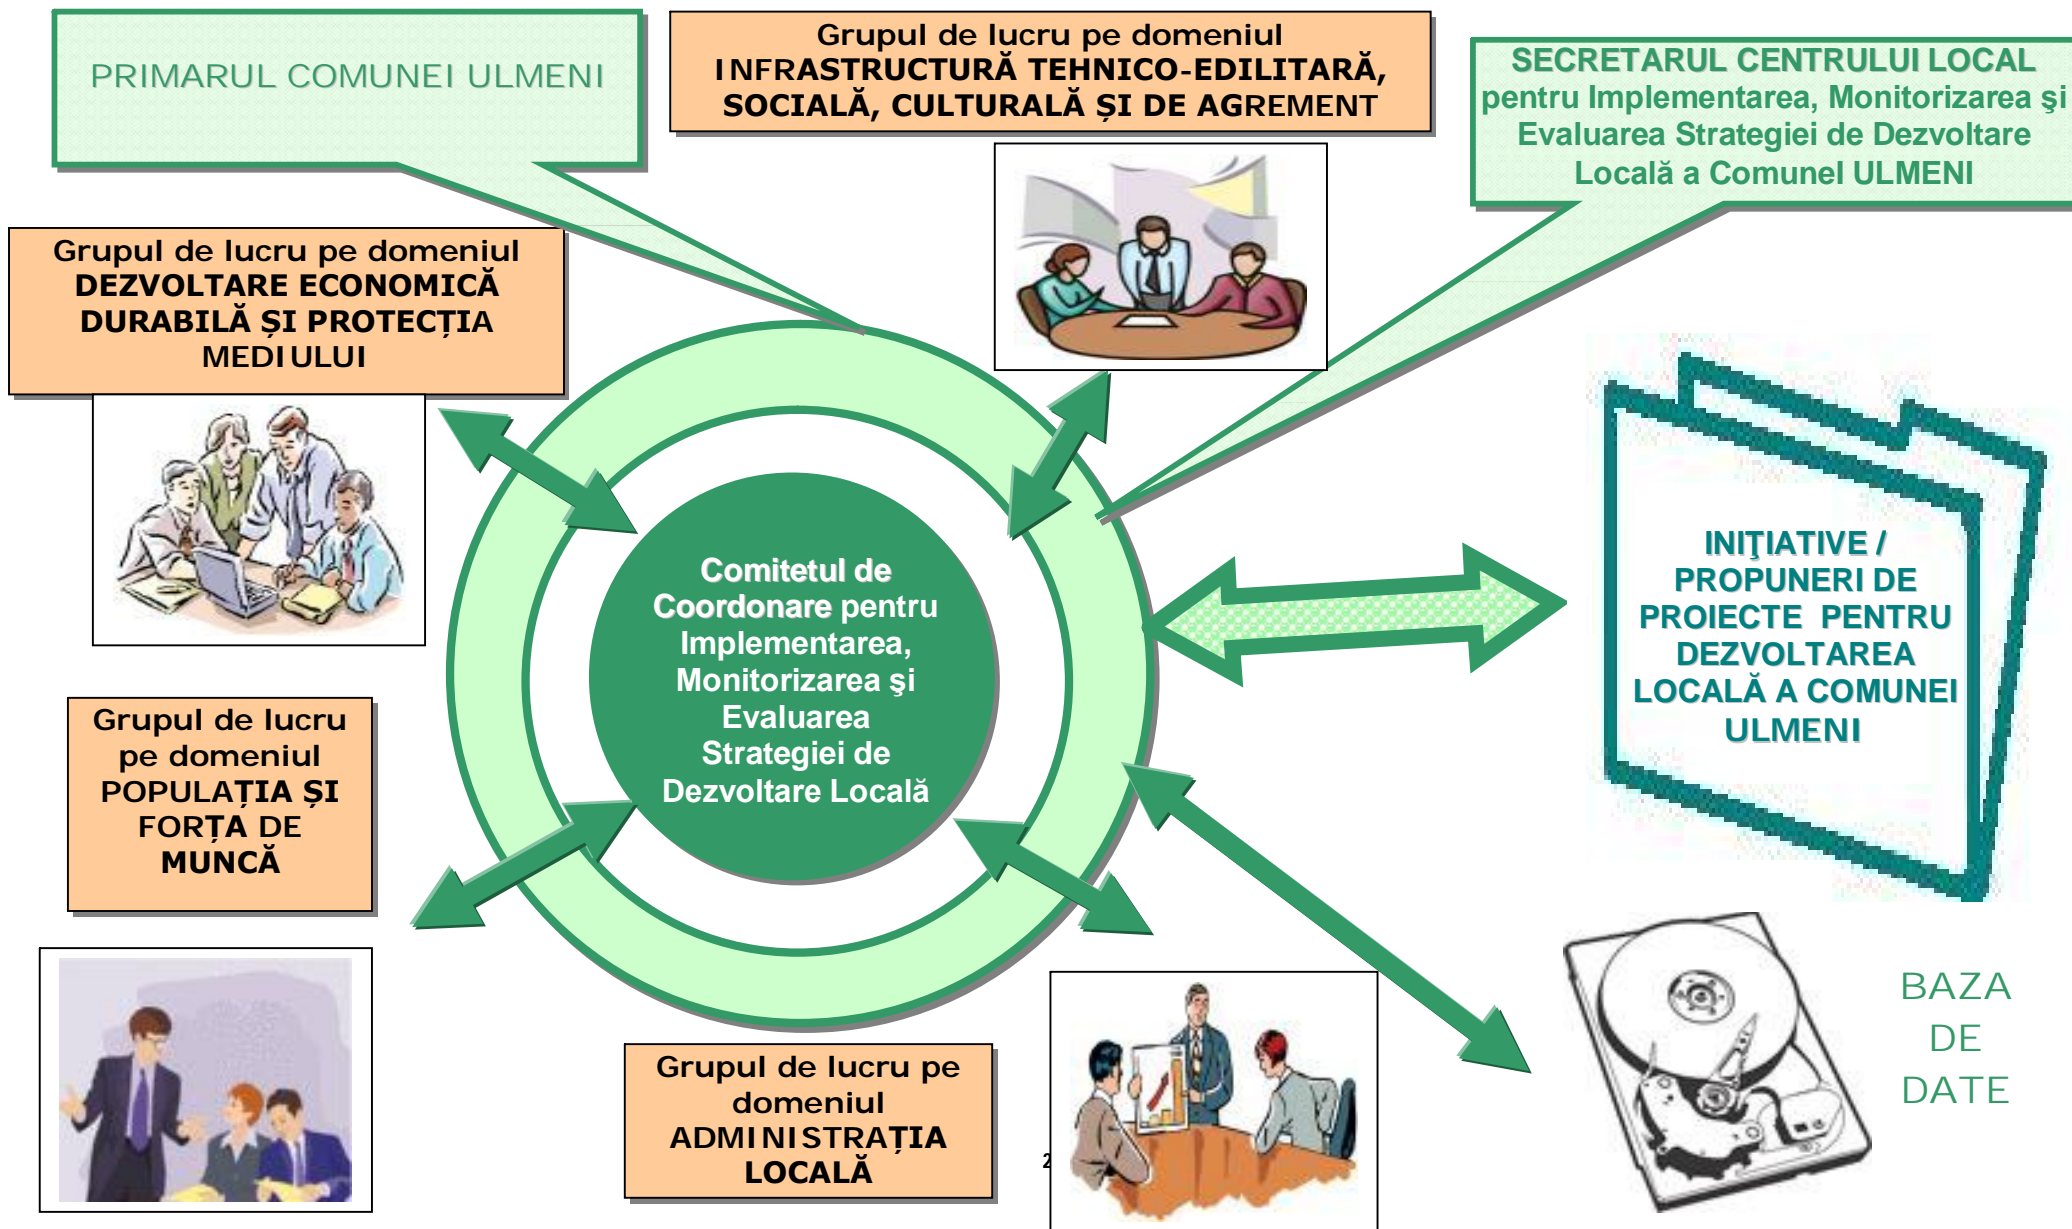 PRIMARUL COMUNEI ULMENI
Grupul de lucru pe domeniul
INFRASTRUCTURĂ TEHNICO-EDILITARĂ,
SOCIALĂ, CULTURALĂ ȘI DE AGREMENT
SECRETARUL CENTRULUI LOCAL
pentru Implementarea, Monitorizarea şi
Evaluarea Strategiei de Dezvoltare
Locală a Comunel ULMENI
Grupul de lucru pe domeniul
DEZVOLTARE ECONOMICĂ
DURABILĂ ȘI PROTECȚIA
MEDIULUI
Comitetul de
Coordonare pentru
Implementarea,
Monitorizarea şi
Evaluarea
Strategiei de
Dezvoltare Locală
INIŢIATIVE /
PROPUNERI DE
PROIECTE PENTRU
DEZVOLTAREA
LOCALĂ A COMUNEI
ULMENI
Grupul de lucru
pe domeniul
POPULAȚIA ȘI
FORȚA DE
MUNCĂ
Grupul de lucru pe
domeniul
ADMINISTRAȚIA
LOCALĂ
2
BAZA
DE
DATE